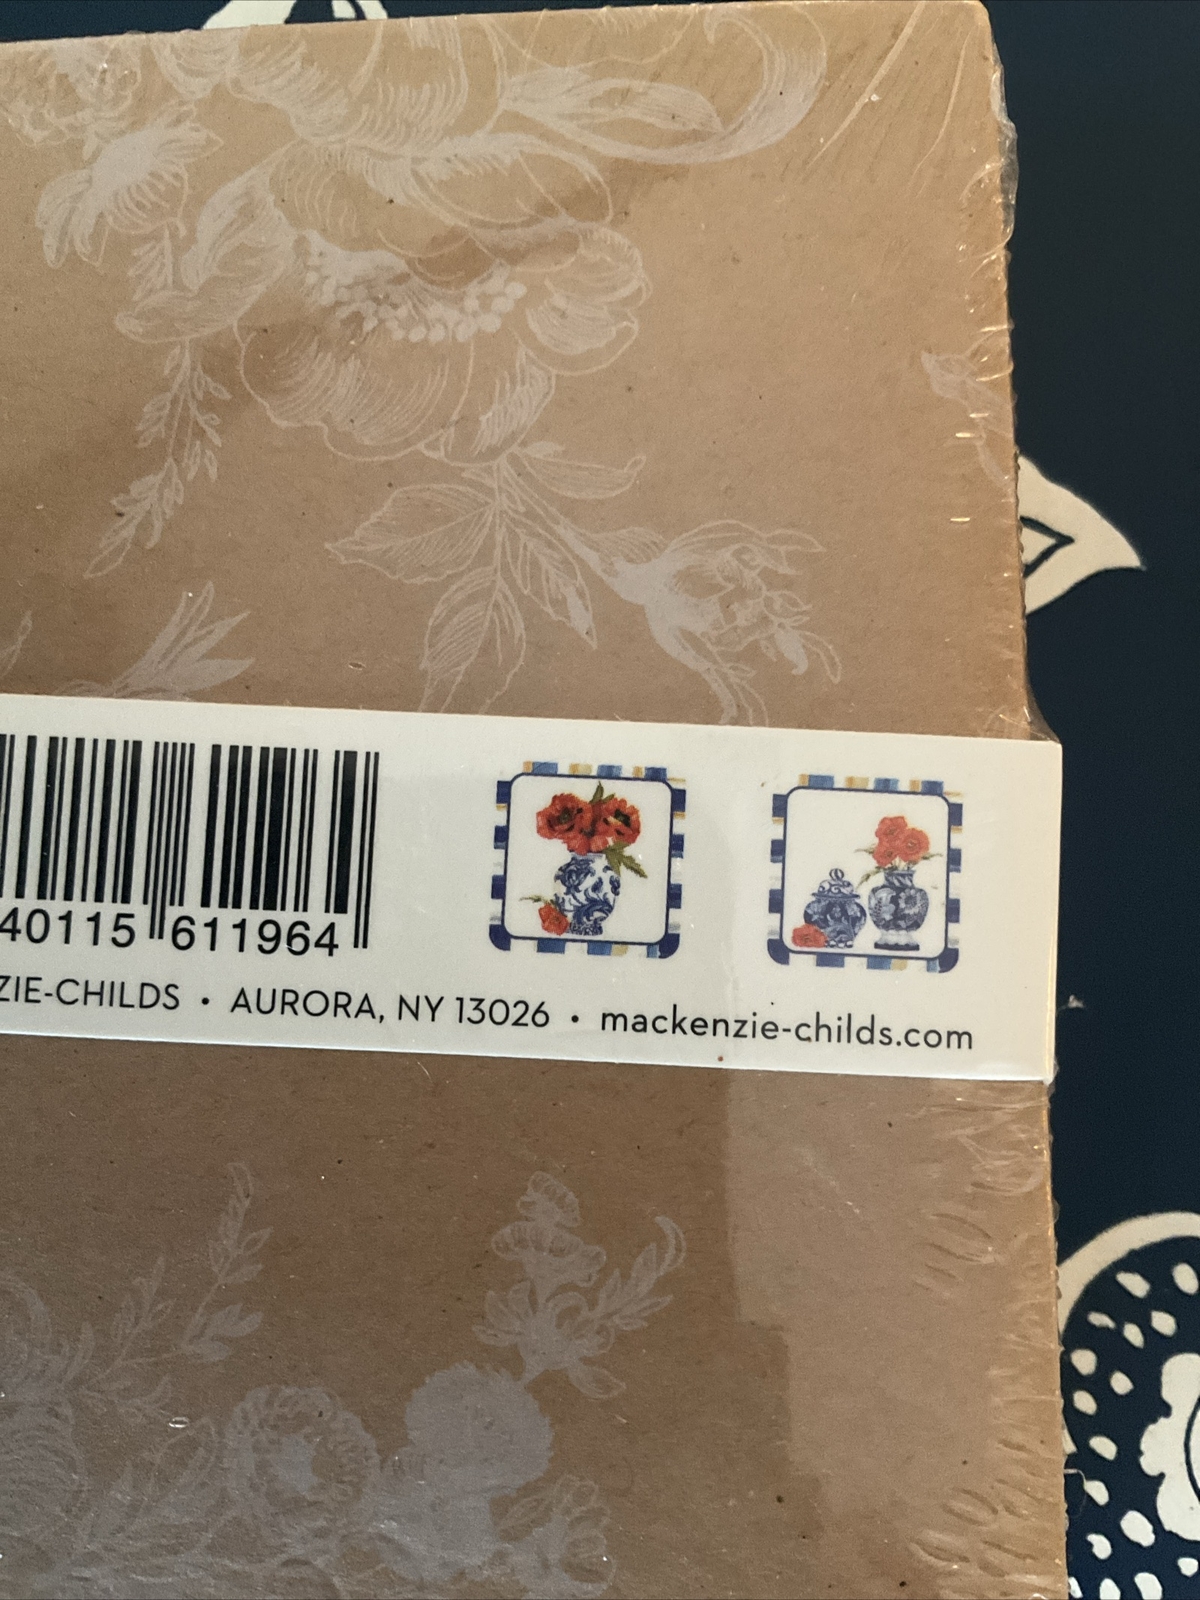 40115 611964
ZIE-CHILDS • AURORA, NY 13026 • mackenzie-childs.com